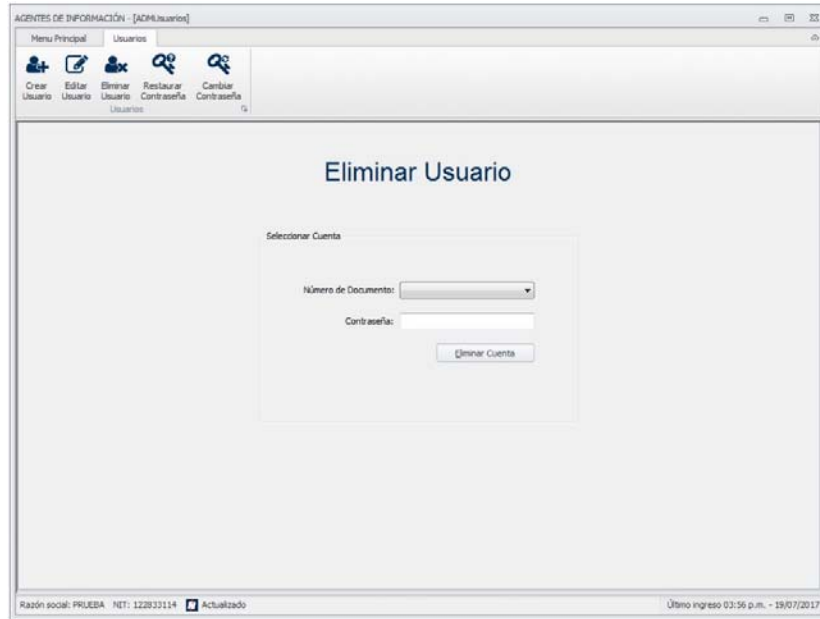 AGENTES DE INFORMACIÓN - [ADMUsuarios]
Menu Principal Usuarios
Crear Usuario
Editar Usuario
Eliminar Usuario
Restaurar Contraseña
Cambiar Contraseña
Usuarios
Eliminar Usuario
Seleccionar Cuenta
Número de Documento:
Contraseña:
Eliminar Cuenta
Razón social: PRUEBA NIT: 122833114 Actualizado
Último ingreso 03:56 p.m. - 19/07/2017